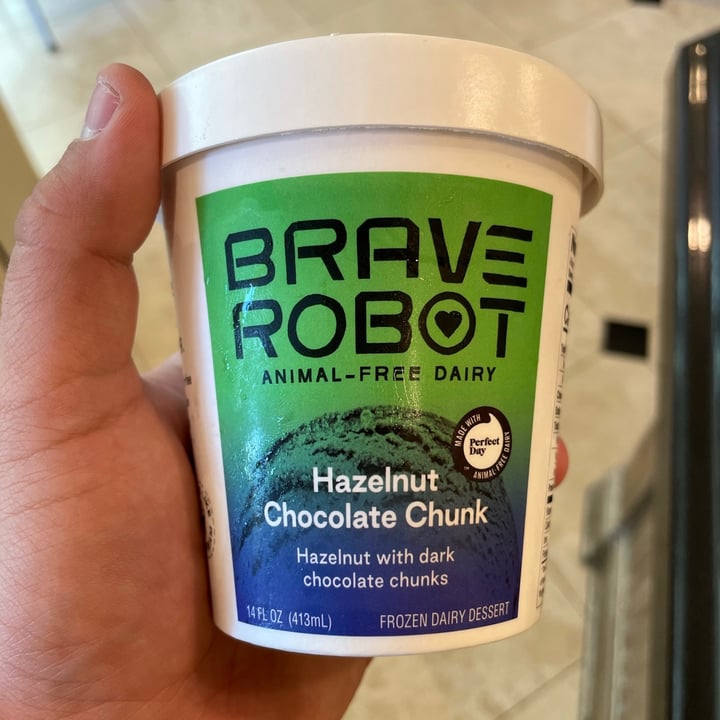 BRAVE
ROBOT
ANIMAL-FREE DAIRY
MADE WITH
Perfect
Day
ANIMAL-FREE DAIRY
Hazelnut
Chocolate Chunk
Hazelnut with dark
chocolate chunks
14 FL OZ (413mL) FROZEN DAIRY DESSERT